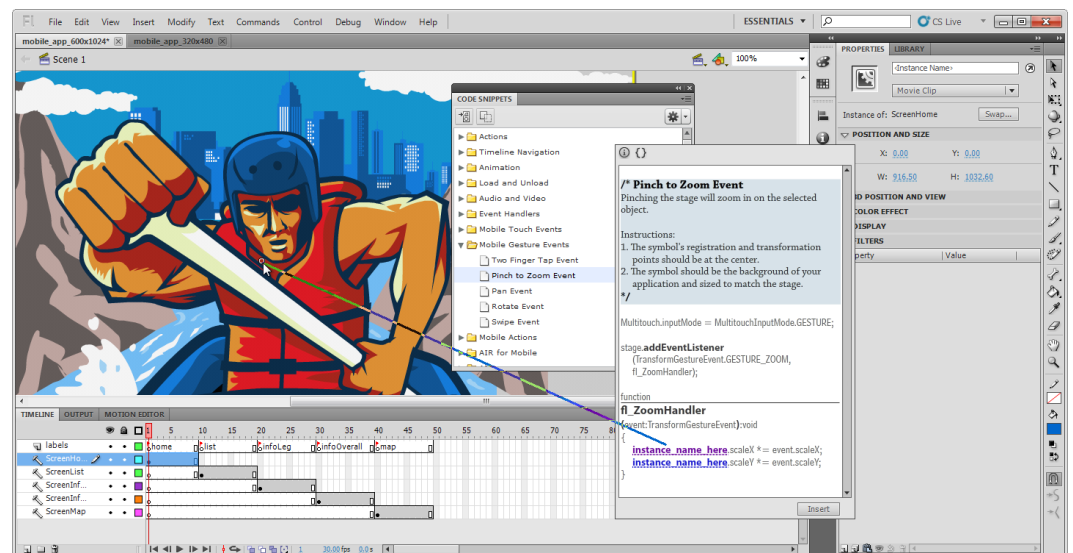 Fl File Edit View Insert Modify Text Commands Control Debug Window Help ESSENTIALS CS Live
mobile_app_600x1024* mobile_app_320x480
Scene 1 100%
CODE SNIPPETS
Actions
Timeline Navigation
Animation
Load and Unload
Audio and Video
Event Handlers
Mobile Touch Events
Mobile Gesture Events
Two Finger Tap Event
Pinch to Zoom Event
Pan Event
Rotate Event
Swipe Event
Mobile Actions
AIR for Mobile
{}
/* Pinch to Zoom Event
Pinching the stage will zoom in on the selected
object.
Instructions:
1. The symbol's registration and transformation
points should be at the center.
2. The symbol should be the background of your
application and sized to match the stage.
*/
Multitouch.inputMode = MultitouchInputMode.GESTURE;
stage.addEventListener
(TransformGestureEvent.GESTURE_ZOOM,
fl_ZoomHandler);
function
fl_ZoomHandler
(event:TransformGestureEvent):void
{
instance_name_here.scaleX *= event.scaleX;
instance_name_here.scaleY *= event.scaleY;
}
Insert
PROPERTIES LIBRARY
<Instance Name>
Movie Clip
Instance of: ScreenHome Swap...
POSITION AND SIZE
X: 0.00 Y: 0.00
W: 916.50 H: 1032.60
3D POSITION AND VIEW
COLOR EFFECT
DISPLAY
FILTERS
Value
TIMELINE OUTPUT MOTION EDITOR
1 5 10 15 20 25 30 35 40 45 50 55 60 65 70 75
labels home list infoLeg infoOverall map
ScreenHo...
ScreenList
ScreenInf...
ScreenInf...
ScreenMap
1 30.00 fps 0.0 s